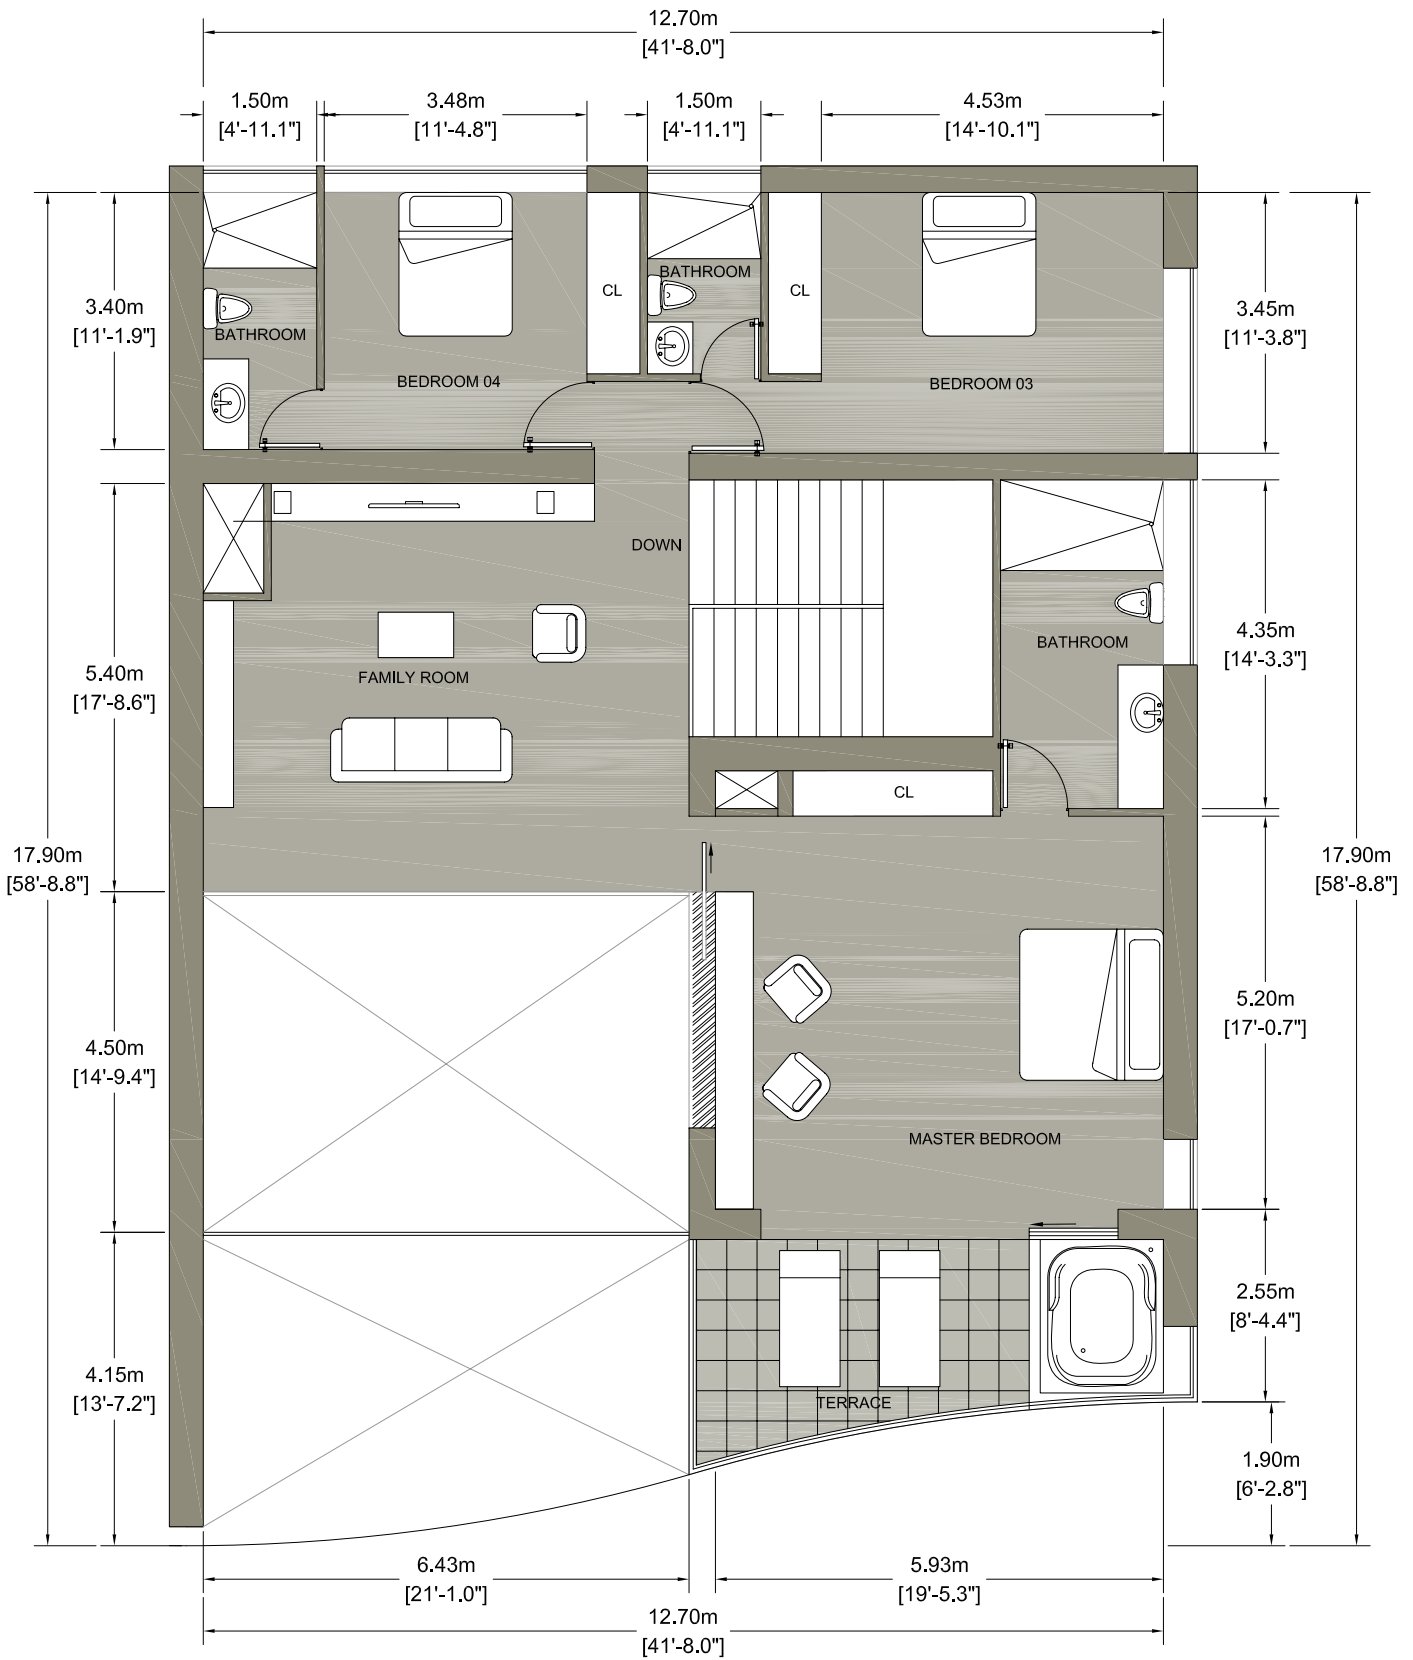 12.70m
[41'-8.0"]
1.50m
[4'-11.1"]
3.48m
[11'-4.8"]
1.50m
[4'-11.1"]
4.53m
[14'-10.1"]
3.40m
[11'-1.9"]
BATHROOM
BEDROOM 04
CL
BATHROOM
CL
BEDROOM 03
3.45m
[11'-3.8"]
DOWN
5.40m
[17'-8.6"]
FAMILY ROOM
BATHROOM
4.35m
[14'-3.3"]
CL
17.90m
[58'-8.8"]
17.90m
[58'-8.8"]
4.50m
[14'-9.4"]
5.20m
[17'-0.7"]
MASTER BEDROOM
4.15m
[13'-7.2"]
TERRACE
2.55m
[8'-4.4"]
1.90m
[6'-2.8"]
6.43m
[21'-1.0"]
5.93m
[19'-5.3"]
12.70m
[41'-8.0"]